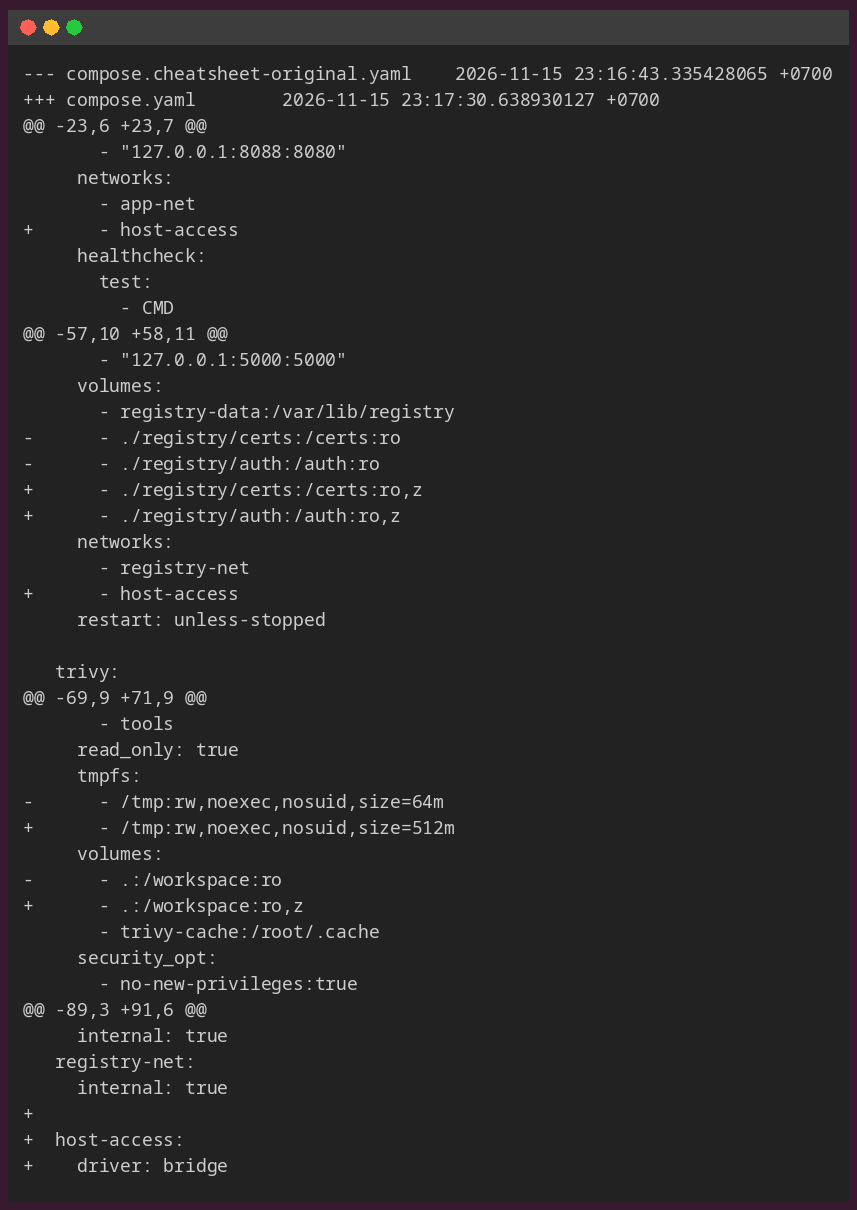 --- compose.cheatsheet-original.yaml    2026-11-15 23:16:43.335428065 +0700
+++ compose.yaml        2026-11-15 23:17:30.638930127 +0700
@@ -23,6 +23,7 @@
       - "127.0.0.1:8088:8080"
     networks:
       - app-net
+      - host-access
     healthcheck:
       test:
         - CMD
@@ -57,10 +58,11 @@
       - "127.0.0.1:5000:5000"
     volumes:
       - registry-data:/var/lib/registry
-      - ./registry/certs:/certs:ro
-      - ./registry/auth:/auth:ro
+      - ./registry/certs:/certs:ro,z
+      - ./registry/auth:/auth:ro,z
     networks:
       - registry-net
+      - host-access
     restart: unless-stopped

   trivy:
@@ -69,9 +71,9 @@
       - tools
     read_only: true
     tmpfs:
-      - /tmp:rw,noexec,nosuid,size=64m
+      - /tmp:rw,noexec,nosuid,size=512m
     volumes:
-      - .:/workspace:ro
+      - .:/workspace:ro,z
       - trivy-cache:/root/.cache
     security_opt:
       - no-new-privileges:true
@@ -89,3 +91,6 @@
     internal: true
   registry-net:
     internal: true
+
+  host-access:
+    driver: bridge